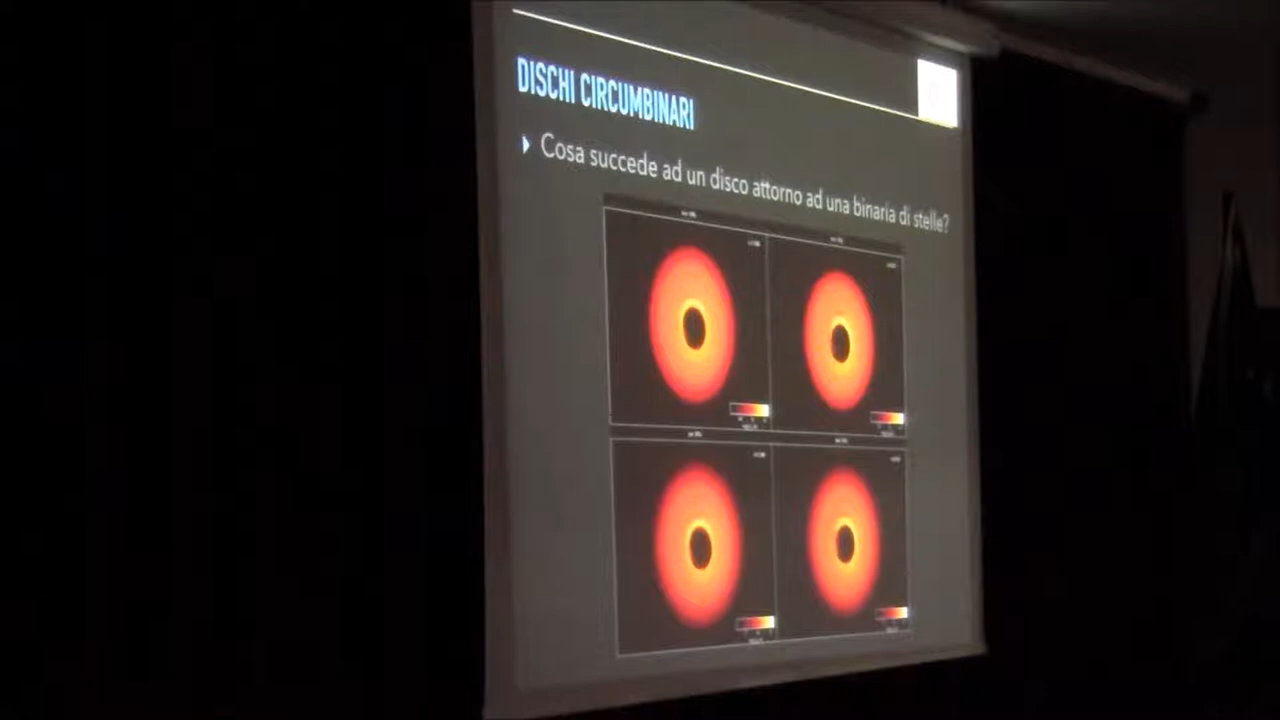 DISCHI CIRCUMBINARI
Cosa succede ad un disco attorno ad una binaria di stelle?